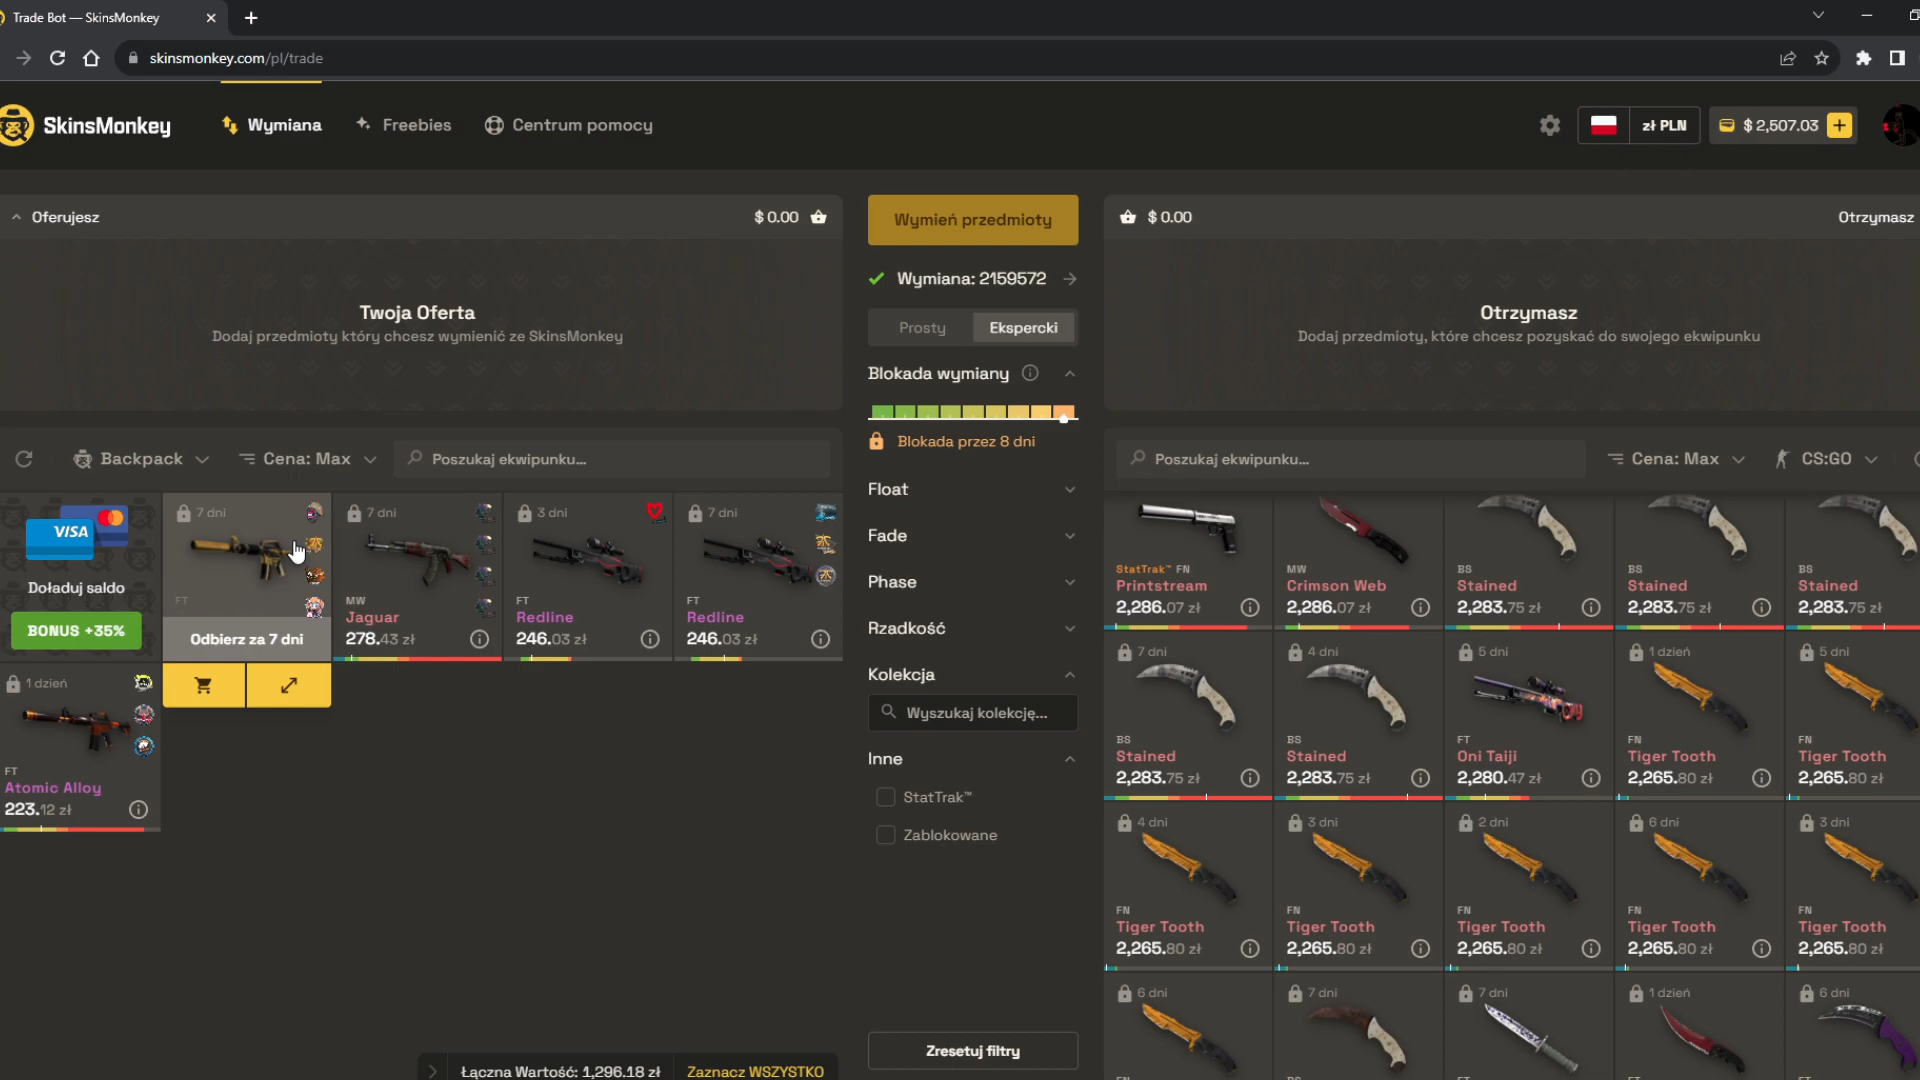 Trade Bot — SkinsMonkey
skinsmonkey.com/pl/trade
SkinsMonkey
Wymiana
Freebies
Centrum pomocy
zł PLN
$ 2,507.03
Oferujesz
$ 0.00
Twoja Oferta
Dodaj przedmioty który chcesz wymienić ze SkinsMonkey
Wymień przedmioty
Wymiana: 2159572
Prosty
Ekspercki
Blokada wymiany
Blokada przez 8 dni
Float
Fade
Phase
Rzadkość
Kolekcja
Wyszukaj kolekcję...
Inne
StatTrak™
Zablokowane
Zresetuj filtry
$ 0.00
Otrzymasz
Otrzymasz
Dodaj przedmioty, które chcesz pozyskać do swojego ekwipunku
Backpack
Cena: Max
Poszukaj ekwipunku...
VISA
Doładuj saldo
BONUS +35%
7 dni
FT
Odbierz za 7 dni
7 dni
MW
Jaguar
278.43 zł
3 dni
FT
Redline
246.03 zł
7 dni
FT
Redline
246.03 zł
1 dzień
FT
Atomic Alloy
223.12 zł
Łączna Wartość: 1,296.18 zł
Zaznacz WSZYSTKO
Poszukaj ekwipunku...
Cena: Max
CS:GO
StatTrak™ FN
Printstream
2,286.07 zł
MW
Crimson Web
2,286.07 zł
BS
Stained
2,283.75 zł
BS
Stained
2,283.75 zł
BS
Stained
2,283.75 zł
7 dni
BS
Stained
2,283.75 zł
4 dni
BS
Stained
2,283.75 zł
5 dni
FT
Oni Taiji
2,280.47 zł
1 dzień
FN
Tiger Tooth
2,265.80 zł
5 dni
FN
Tiger Tooth
2,265.80 zł
4 dni
FN
Tiger Tooth
2,265.80 zł
3 dni
FN
Tiger Tooth
2,265.80 zł
2 dni
FN
Tiger Tooth
2,265.80 zł
6 dni
FN
Tiger Tooth
2,265.80 zł
3 dni
FN
Tiger Tooth
2,265.80 zł
6 dni
7 dni
7 dni
1 dzień
6 dni